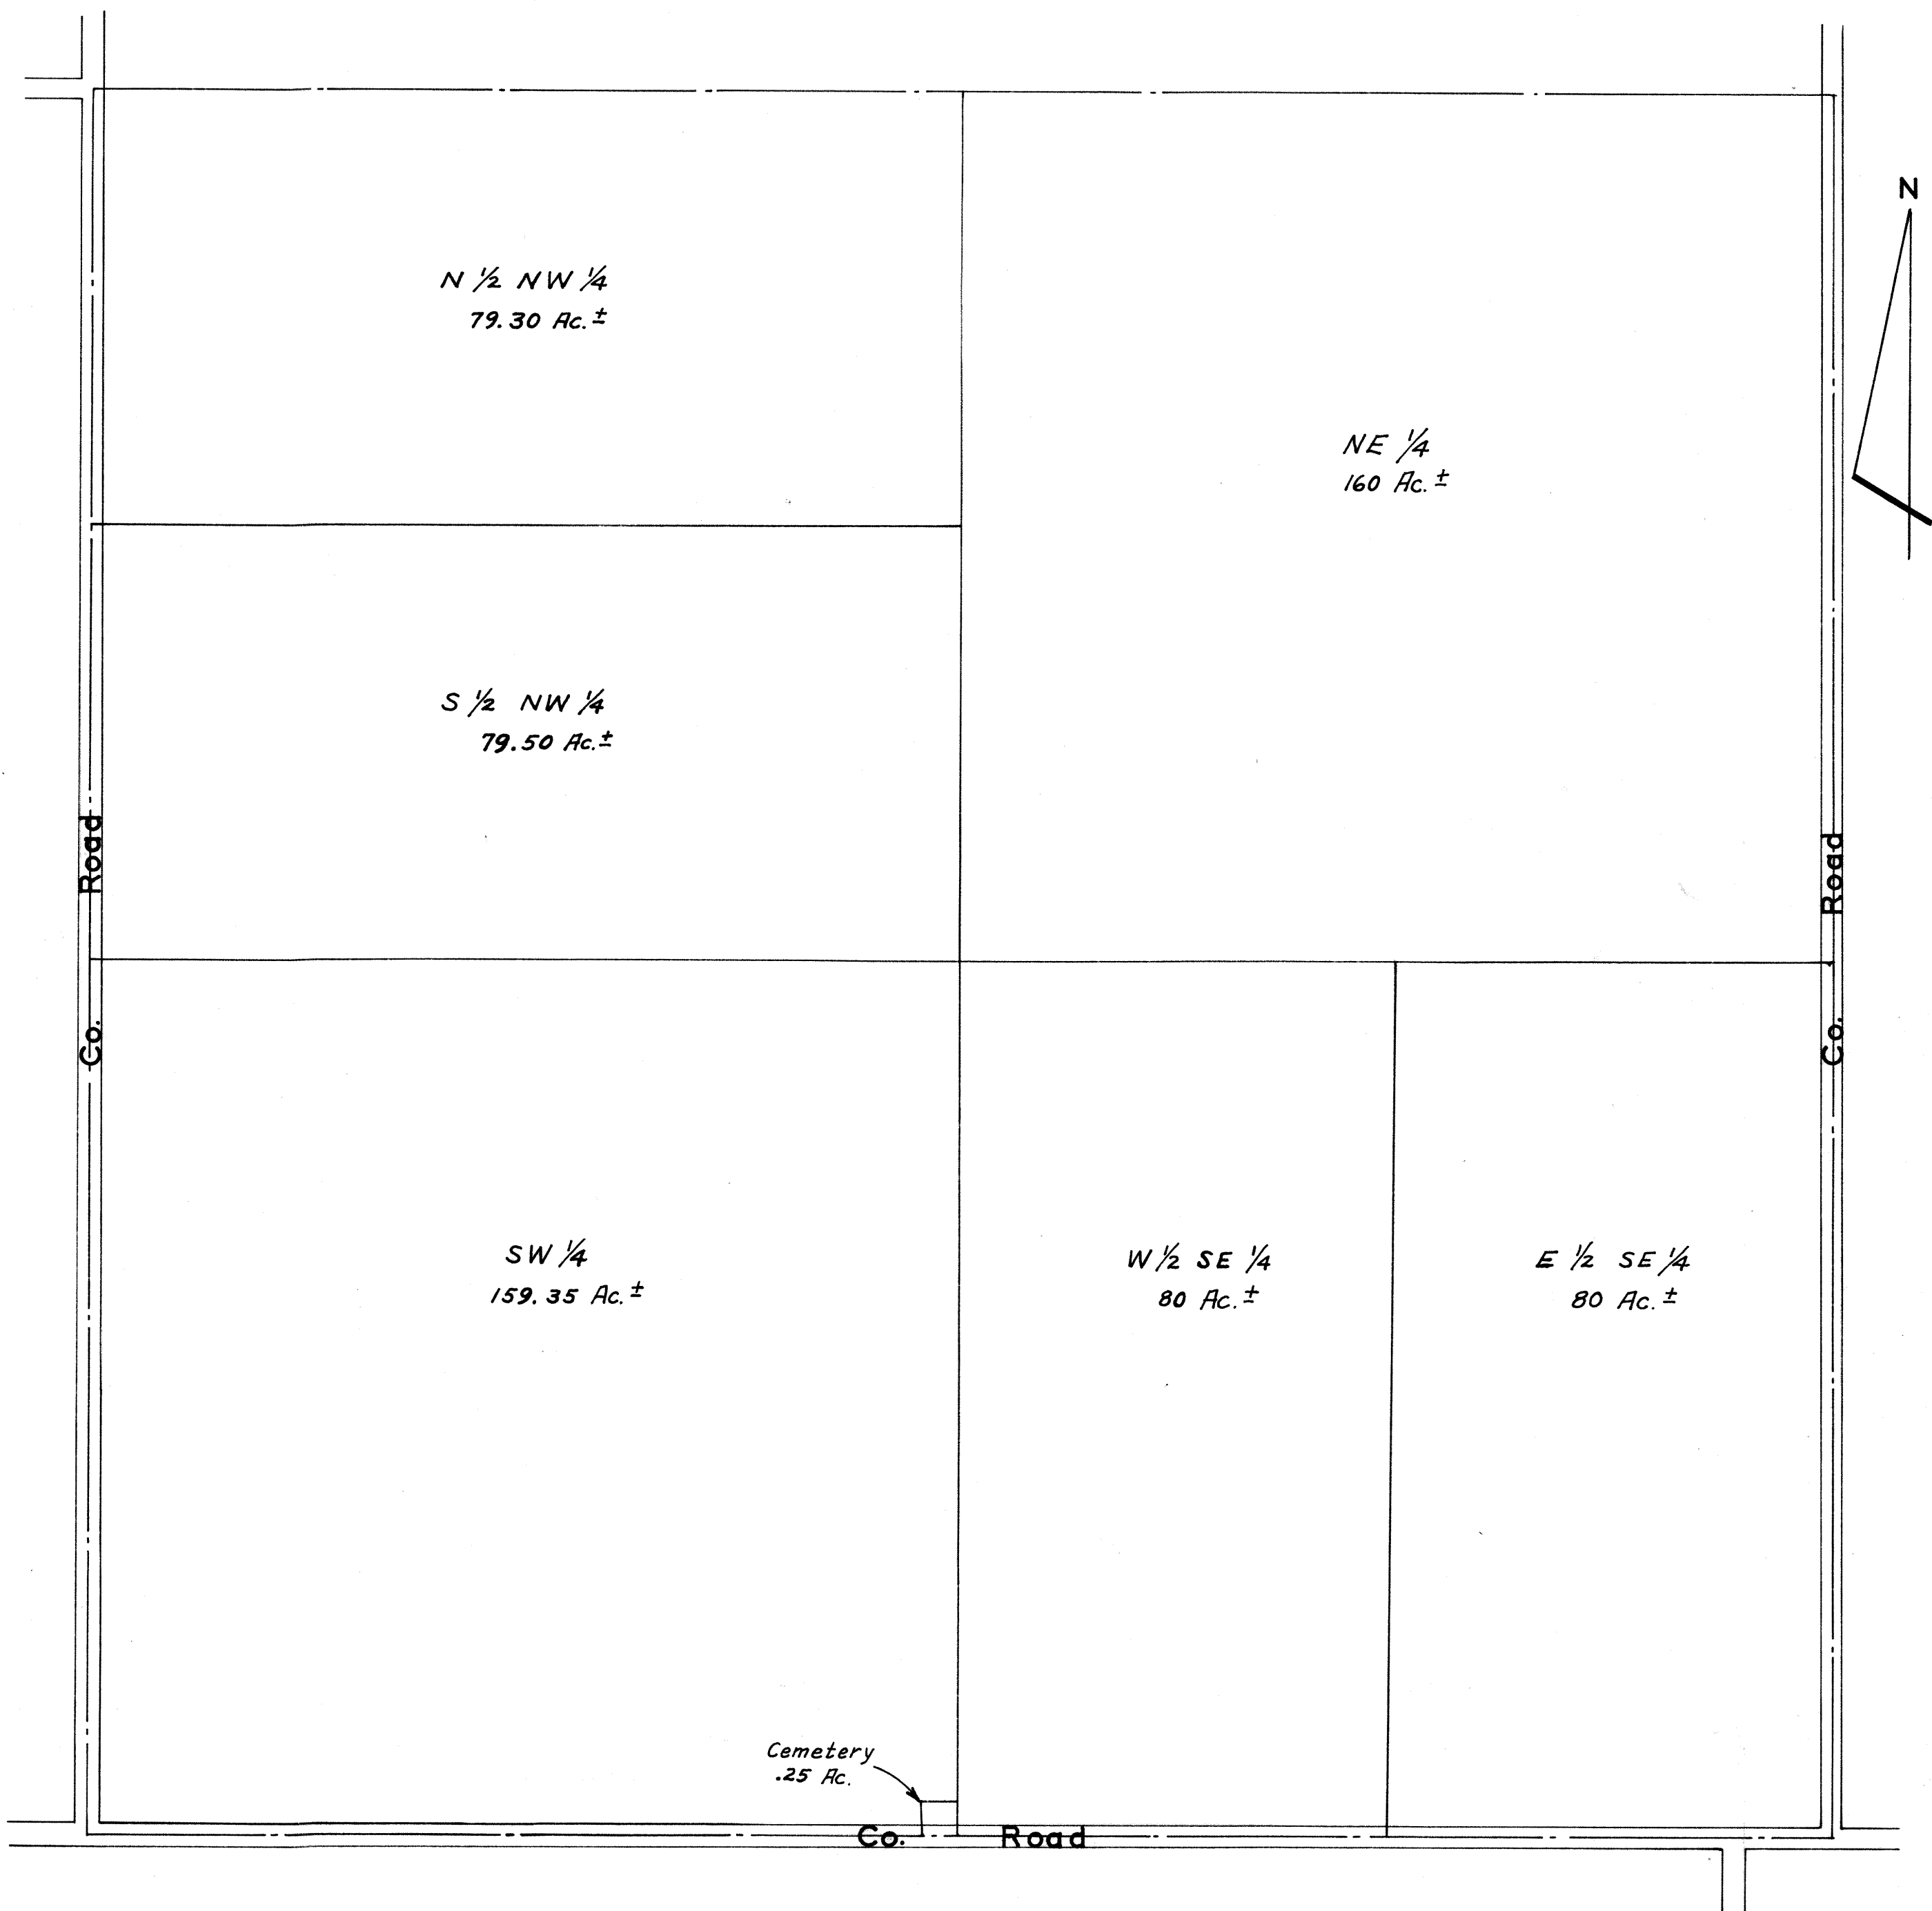 N
N ½ NW ¼
79.30 Ac.±
NE ¼
160 Ac.±
S ½ NW ¼
79.50 Ac.±
Co. Road
Co. Road
SW ¼
159.35 Ac.±
W ½ SE ¼
80 Ac.±
E ½ SE ¼
80 Ac.±
Cemetery
.25 Ac.
Co. Road